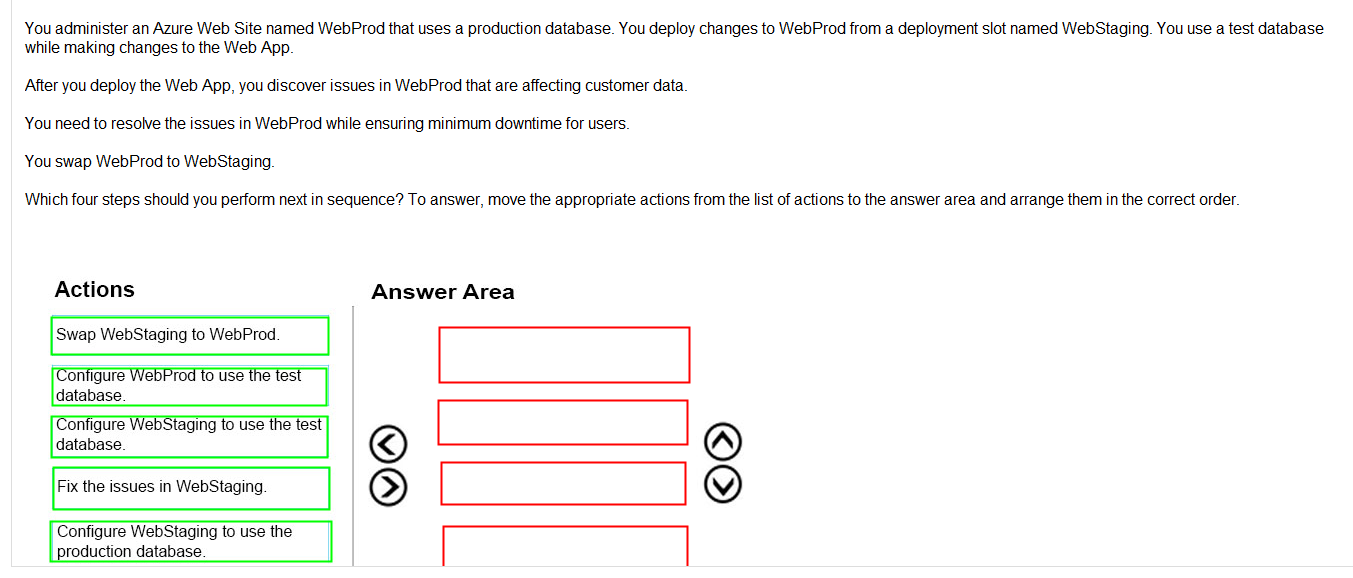 You administer an Azure Web Site named WebProd that uses a production database. You deploy changes to WebProd from a deployment slot named WebStaging. You use a test database
while making changes to the Web App.
After you deploy the Web App, you discover issues in WebProd that are affecting customer data.
You need to resolve the issues in WebProd while ensuring minimum downtime for users.
You swap WebProd to WebStaging.
Which four steps should you perform next in sequence? To answer, move the appropriate actions from the list of actions to the answer area and arrange them in the correct order.
Actions
Answer Area
Swap WebStaging to WebProd.
Configure WebProd to use the test
database.
Configure WebStaging to use the test
database.
Fix the issues in WebStaging.
Configure WebStaging to use the
production database.